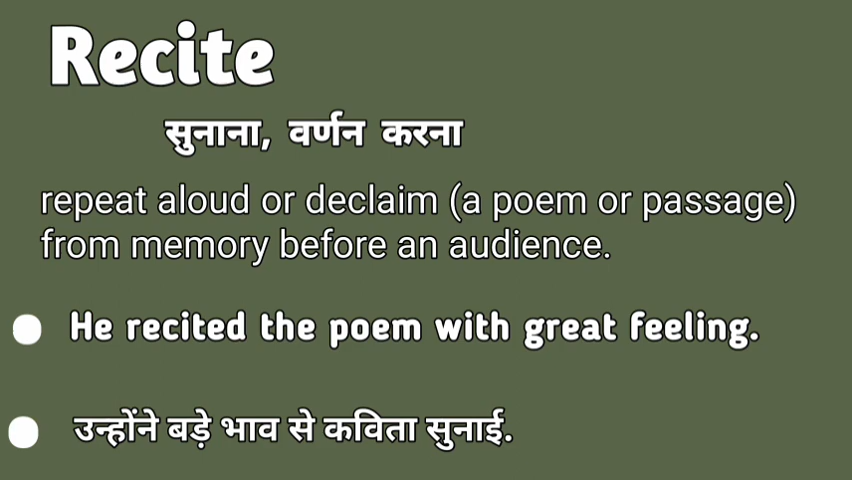 Recite
सुनाना, वर्णन करना
repeat aloud or declaim (a poem or passage)
from memory before an audience.
He recited the poem with great feeling.
उन्होंने बड़े भाव से कविता सुनाई.